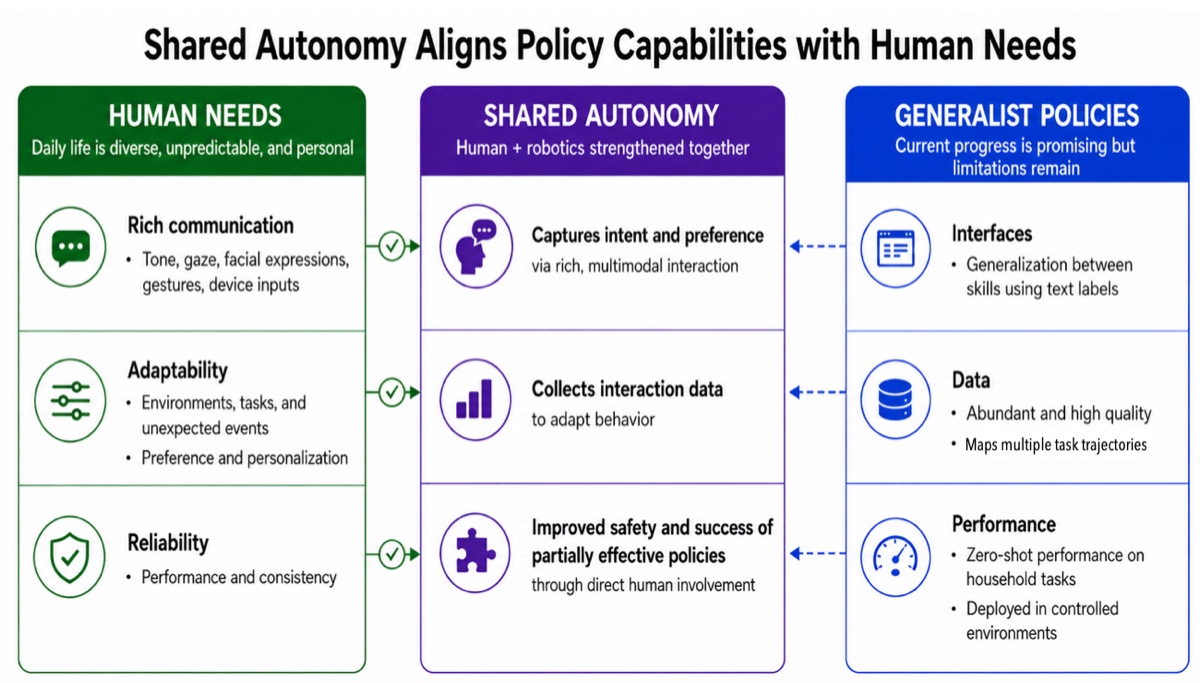 Shared Autonomy Aligns Policy Capabilities with Human Needs
HUMAN NEEDS
Daily life is diverse, unpredictable, and personal
Rich communication
• Tone, gaze, facial expressions,
gestures, device inputs
Adaptability
• Environments, tasks, and
unexpected events
• Preference and personalization
Reliability
• Performance and consistency
SHARED AUTONOMY
Human + robotics strengthened together
Captures intent and preference
via rich, multimodal interaction
Collects interaction data
to adapt behavior
Improved safety and success of
partially effective policies
through direct human involvement
GENERALIST POLICIES
Current progress is promising but
limitations remain
Interfaces
• Generalization between
skills using text labels
Data
• Abundant and high quality
• Maps multiple task trajectories
Performance
• Zero-shot performance on
household tasks
• Deployed in controlled
environments